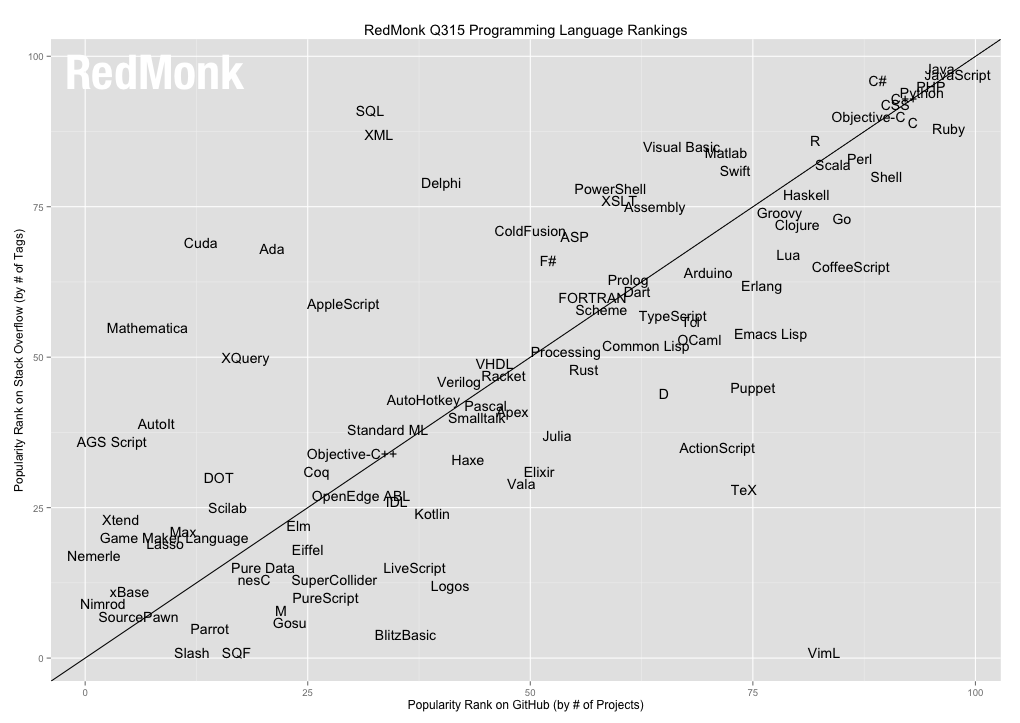 RedMonk Q315 Programming Language Rankings
RedMonk
Popularity Rank on Stack Overflow (by # of Tags)
100
75
50
25
0
Java
JavaScript
C#
PHP
Python
C++
CSS
SQL
Objective-C
C
Ruby
XML
R
Visual Basic
Matlab
Perl
Scala
Swift
Shell
Delphi
PowerShell
Haskell
XSLT
Assembly
Groovy
Go
Clojure
ColdFusion
ASP
Cuda
Ada
Lua
F#
CoffeeScript
Arduino
Prolog
Erlang
Dart
FORTRAN
AppleScript
Scheme
TypeScript
Tcl
Mathematica
Emacs Lisp
OCaml
Common Lisp
Processing
XQuery
VHDL
Rust
Racket
Verilog
Puppet
D
AutoHotkey
Pascal
Apex
Smalltalk
AutoIt
Standard ML
Julia
AGS Script
ActionScript
Objective-C++
Haxe
Coq
Elixir
DOT
Vala
TeX
OpenEdge ABL
IDL
Scilab
Kotlin
Xtend
Elm
Max
Game Maker Language
Lasso
Eiffel
Nemerle
Pure Data
LiveScript
nesC
SuperCollider
Logos
xBase
PureScript
Nimrod
M
SourcePawn
Gosu
Parrot
BlitzBasic
Slash
SQF
VimL
0
25
50
75
100
Popularity Rank on GitHub (by # of Projects)